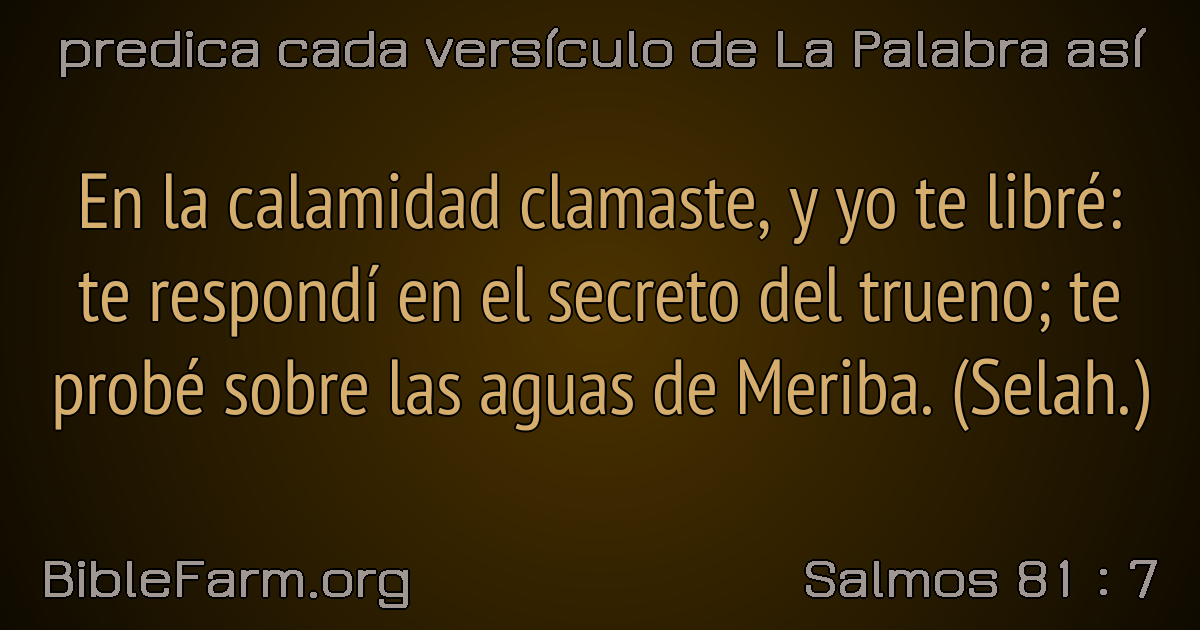 predica cada versículo de La Palabra así
En la calamidad clamaste, y yo te libré:
te respondí en el secreto del trueno; te
probé sobre las aguas de Meriba. (Selah.)
BibleFarm.org
Salmos 81 : 7